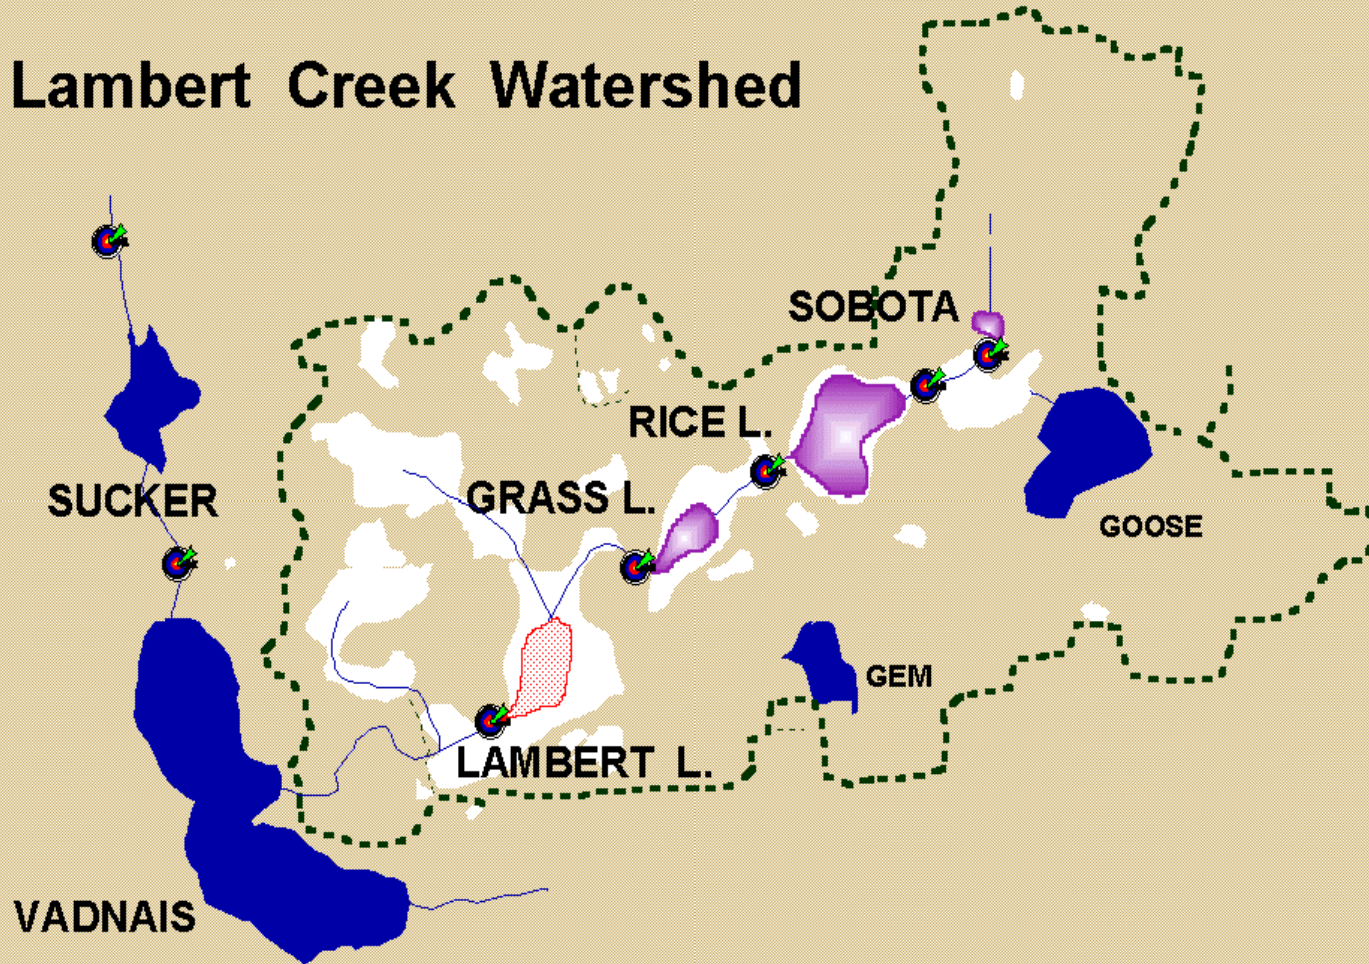 Lambert Creek Watershed
SOBOTA
RICE L.
SUCKER
GRASS L.
GOOSE
GEM
LAMBERT L.
VADNAIS